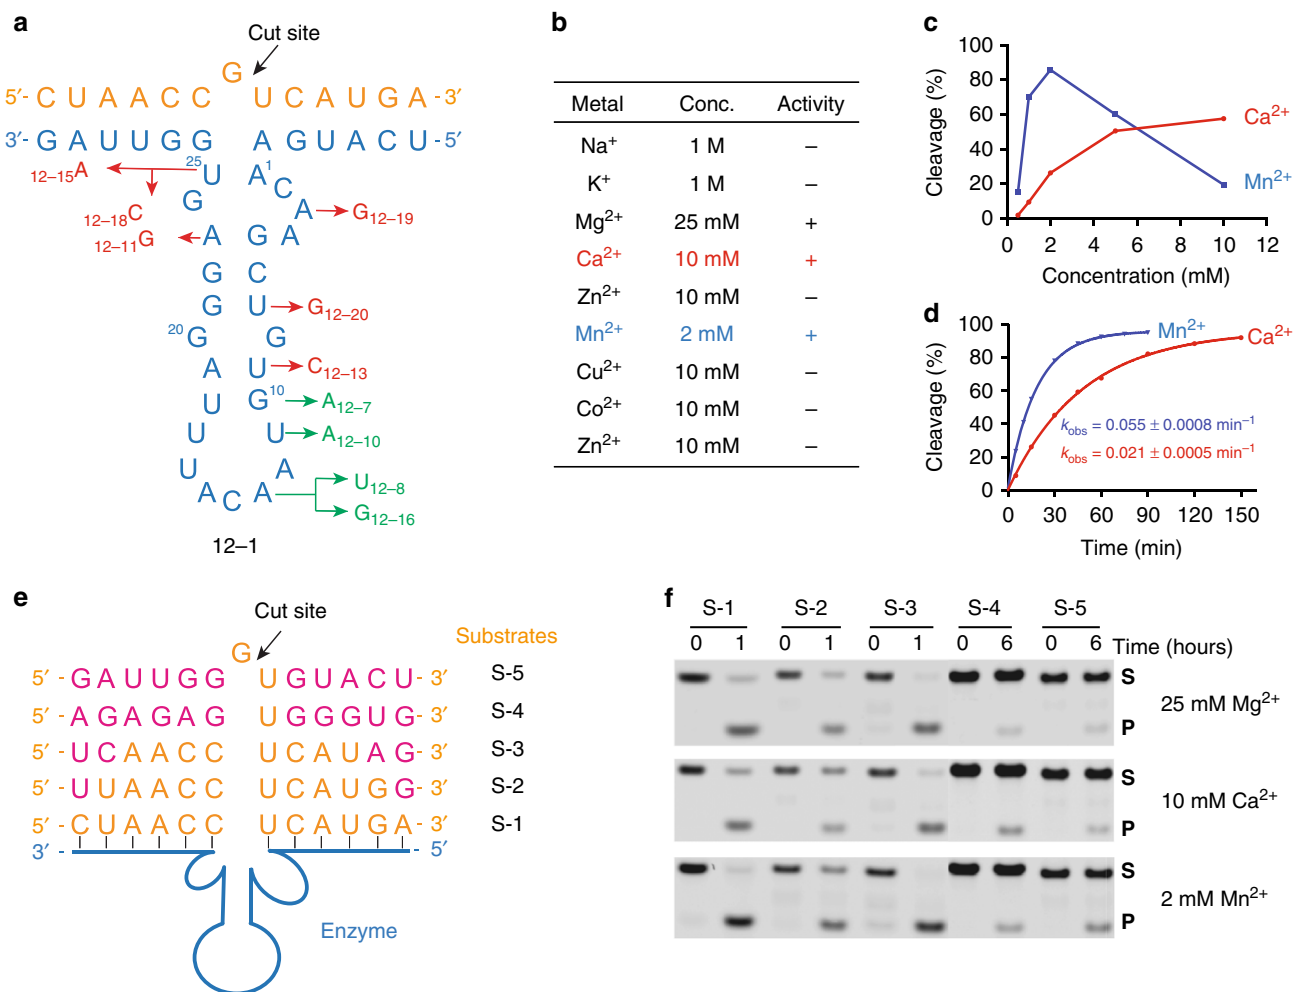 a
Cut site
G
5′- C U A A C C U C A U G A -3′
3′- G A U U G G A G U A C U -5′
12–15A
25
U A1
G C
12–18C
A G12–19
12–11G
A G A
G C
G U G12–20
20G G
A U C12–13
U G10 A12–7
U U A12–10
U A
A C A
U12–8
G12–16
12–1
b
Metal Conc. Activity
Na+ 1 M –
K+ 1 M –
Mg2+ 25 mM +
Ca2+ 10 mM +
Zn2+ 10 mM –
Mn2+ 2 mM +
Cu2+ 10 mM –
Co2+ 10 mM –
Zn2+ 10 mM –
c
Cleavage (%)
100
80
60
40
20
0
0 2 4 6 8 10 12
Concentration (mM)
Ca2+
Mn2+
d
Cleavage (%)
100
80
60
40
20
0
Mn2+
Ca2+
kobs = 0.055 ± 0.0008 min−1
kobs = 0.021 ± 0.0005 min−1
0 30 60 90 120 150
Time (min)
e
Cut site
G
Substrates
5′ - G A U U G G U G U A C U - 3′ S-5
5′ - A G A G A G U G G G U G - 3′ S-4
5′ - U C A A C C U C A U A G - 3′ S-3
5′ - U U A A C C U C A U G G - 3′ S-2
5′ - C U A A C C U C A U G A - 3′ S-1
3′ - - 5′
Enzyme
f
S-1 S-2 S-3 S-4 S-5
0 1 0 1 0 1 0 6 0 6 Time (hours)
S
25 mM Mg2+
P
S
10 mM Ca2+
P
S
2 mM Mn2+
P